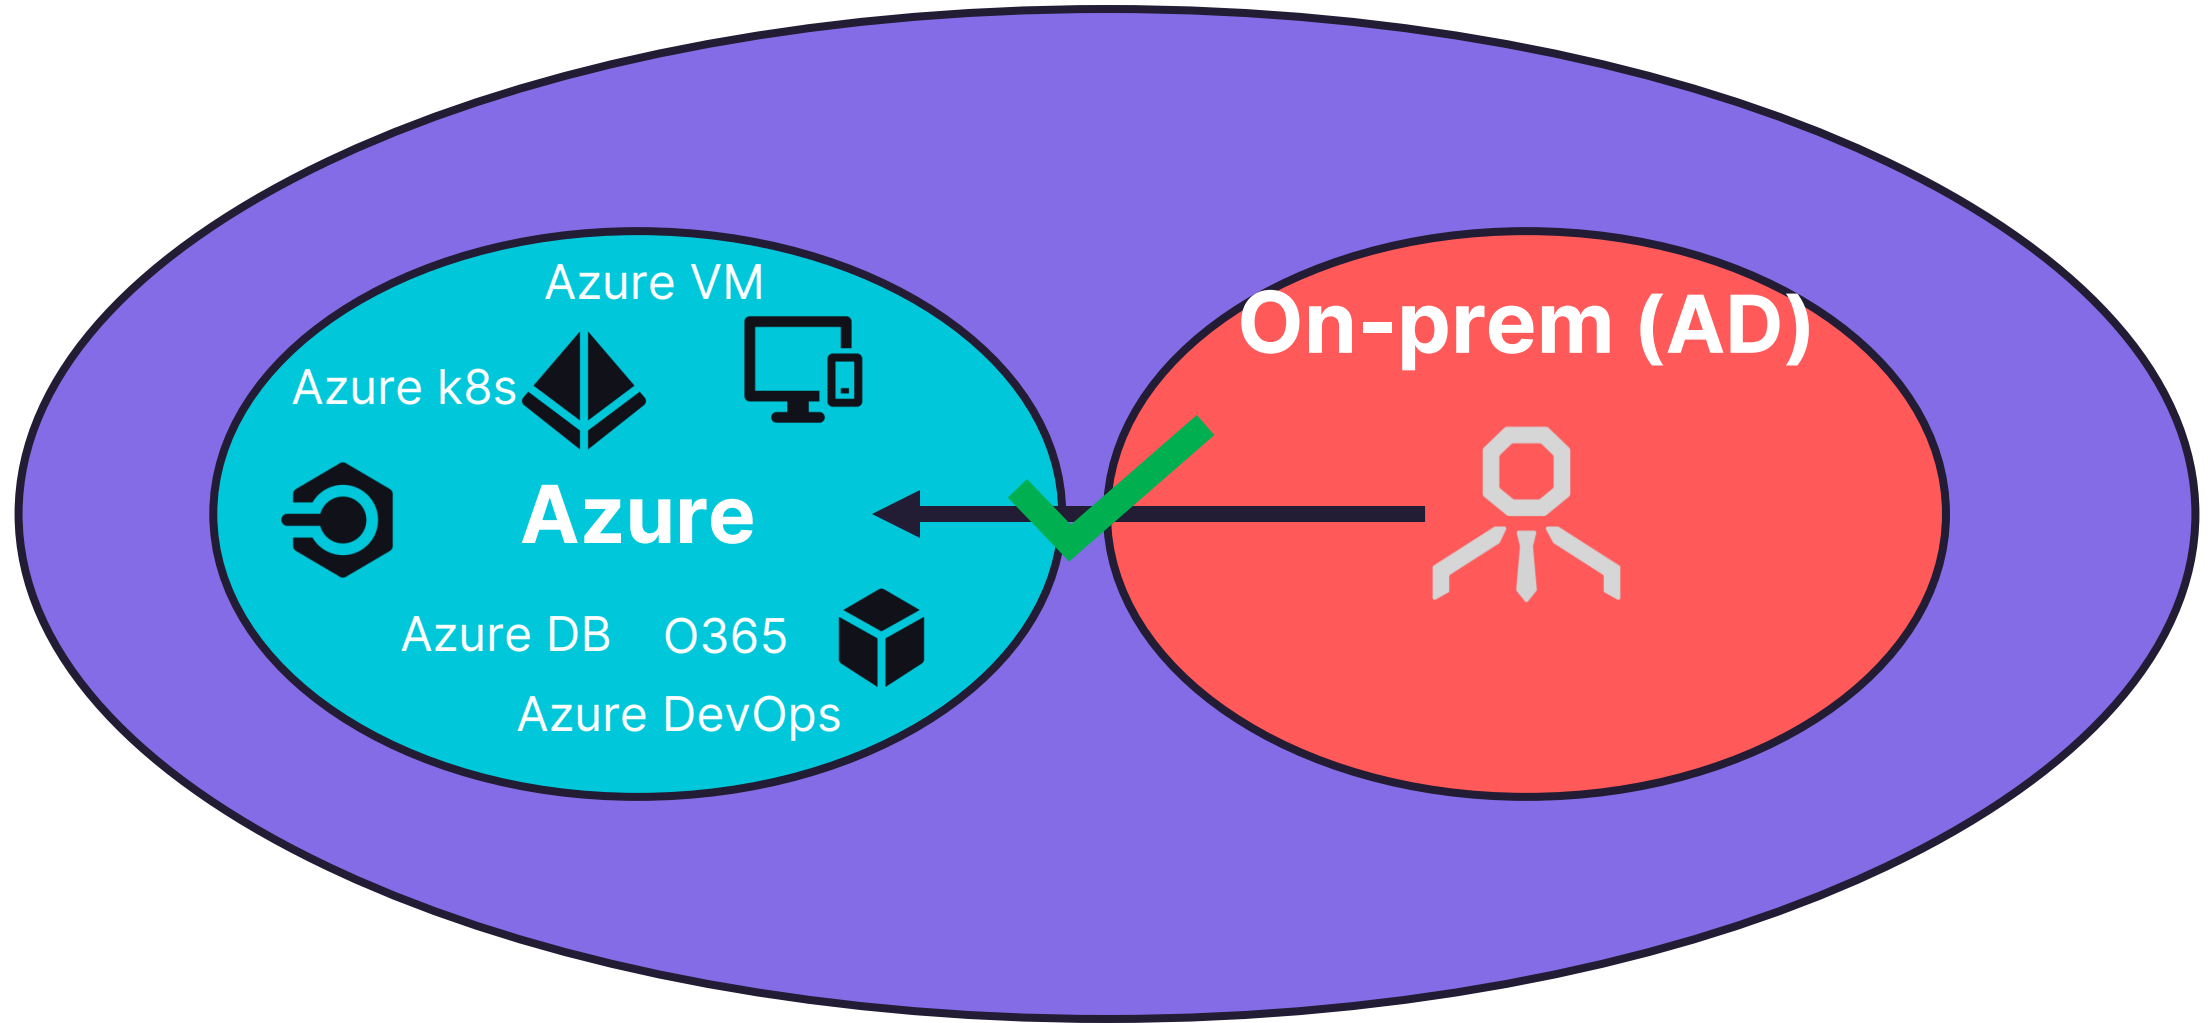 Azure VM
On-prem (AD)
Azure k8s
Azure
Azure DB
O365
Azure DevOps